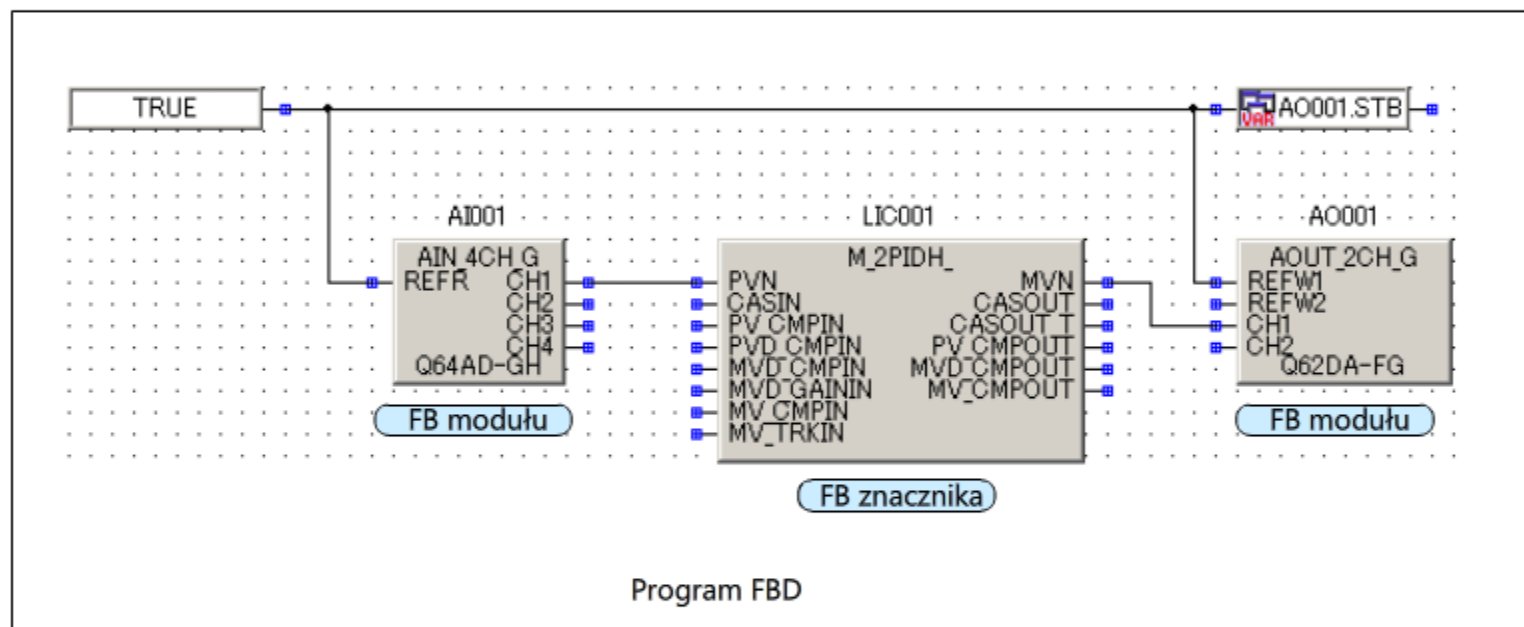 TRUE
VAR AO001.STB
AI001
LIC001
AO001
AIN_4CH_G
REFR CH1
CH2
CH3
CH4
Q64AD-GH
FB modułu
M_2PIDH_
PVN MVN
CASIN CASOUT
PV_CMPIN CASOUT_T
PVD_CMPIN PV_CMPOUT
MVD_CMPIN MVD_CMPOUT
MVD_GAININ MV_CMPOUT
MV_CMPIN
MV_TRKIN
FB znacznika
AOUT_2CH_G
REFW1
REFW2
CH1
CH2
Q62DA-FG
FB modułu
Program FBD